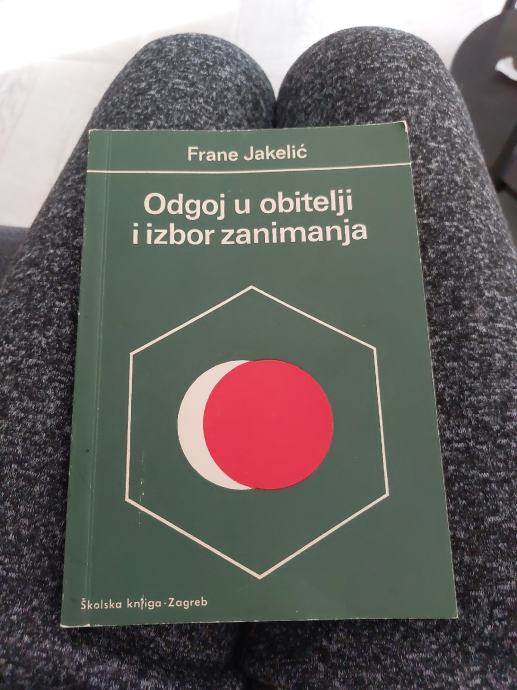 Frane Jakelić
Odgoj u obitelji
i izbor zanimanja
Školska knjiga · Zagreb